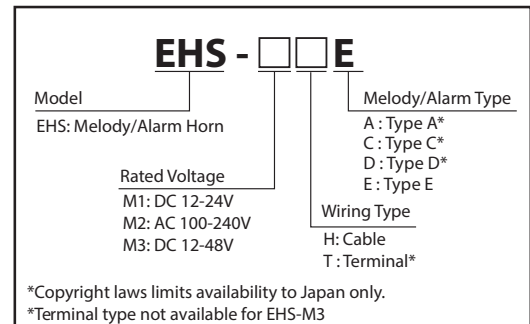 EHS - □□E
Model
EHS: Melody/Alarm Horn
Rated Voltage
M1: DC 12-24V
M2: AC 100-240V
M3: DC 12-48V
Melody/Alarm Type
A : Type A*
C : Type C*
D : Type D*
E : Type E
Wiring Type
H: Cable
T : Terminal*
*Copyright laws limits availability to Japan only.
*Terminal type not available for EHS-M3